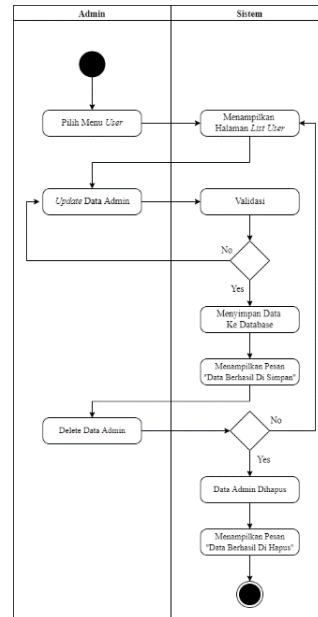 Admin
Sistem
Pilih Menu User
Menampilkan
Halaman List User
Update Data Admin
Validasi
No
Yes
Menyimpan Data
Ke Database
Menampilkan Pesan
"Data Berhasil Di Simpan"
Delete Data Admin
No
Yes
Data Admin Dihapus
Menampilkan Pesan
"Data Berhasil Di Hapus"